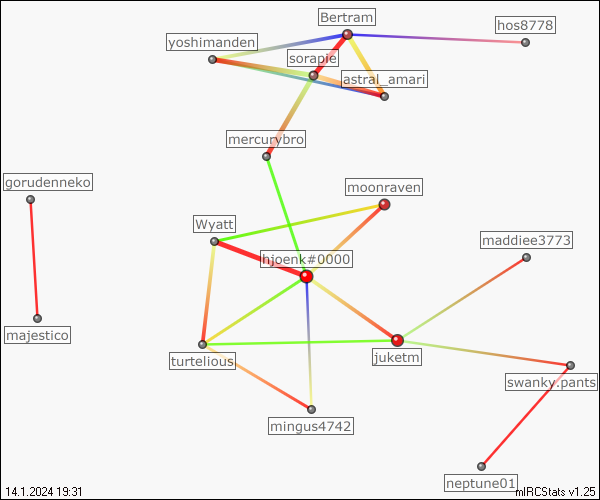 Bertram
hos8778
yoshimanden
sorapie
astral_amari
mercurybro
gorudenneko
moonraven
Wyatt
maddiee3773
hjoenk#0000
majestico
turtelious
juketm
swanky.pants
mingus4742
neptune01
14.1.2024 19:31
mIRCStats v1.25